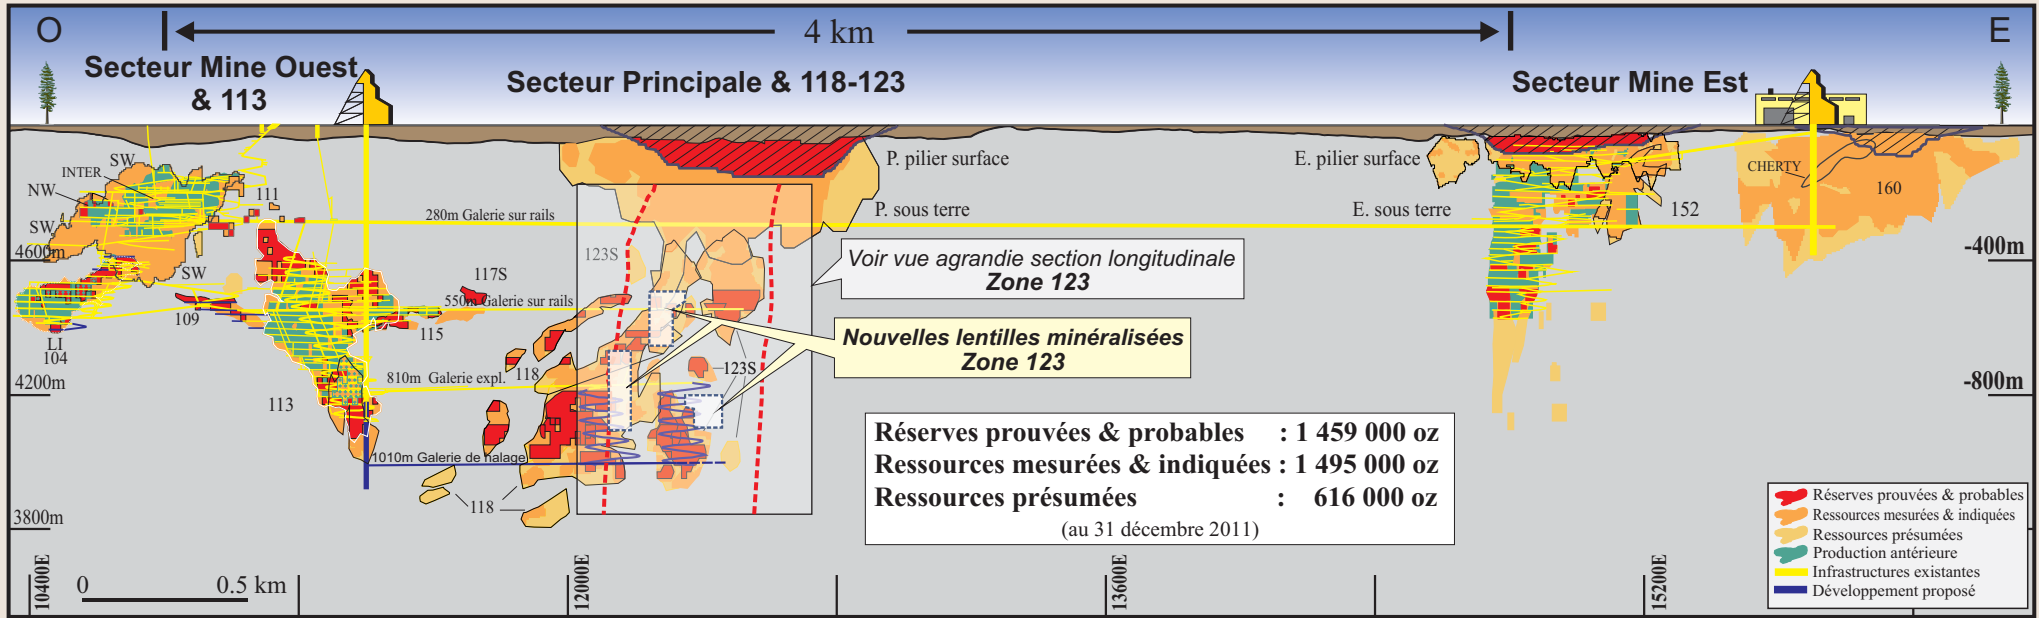 O
4 km
E
Secteur Mine Ouest
& 113
Secteur Principale & 118-123
Secteur Mine Est
SW
INTER
NW
SW
SW
111
109
LI
104
113
117S
115
118
118
280m Galerie sur rails
550m Galerie sur rails
810m Galerie expl.
1010m Galerie de halage
123S
123S
P. pilier surface
P. sous terre
E. pilier surface
E. sous terre
152
CHERTY
160
4600m
4200m
3800m
-400m
-800m
Voir vue agrandie section longitudinale
Zone 123
Nouvelles lentilles minéralisées
Zone 123
Réserves prouvées & probables : 1 459 000 oz
Ressources mesurées & indiquées : 1 495 000 oz
Ressources présumées : 616 000 oz
(au 31 décembre 2011)
Réserves prouvées & probables
Ressources mesurées & indiquées
Ressources présumées
Production antérieure
Infrastructures existantes
Développement proposé
10400E
0 0.5 km
12000E
13600E
15200E